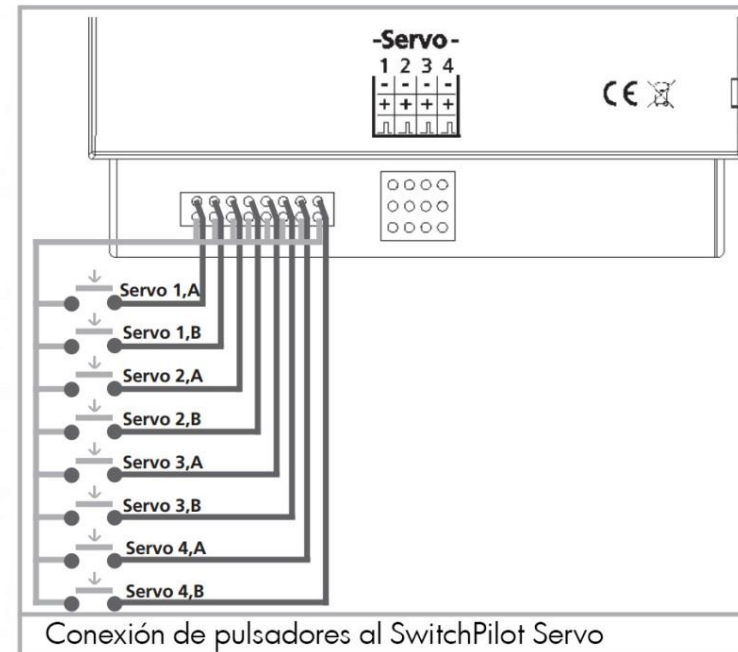 -Servo-
1 2 3 4
- - - -
+ + + +
CE
Servo 1,A
Servo 1,B
Servo 2,A
Servo 2,B
Servo 3,A
Servo 3,B
Servo 4,A
Servo 4,B
Conexión de pulsadores al SwitchPilot Servo